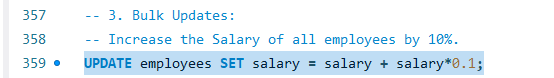 357 -- 3. Bulk Updates:
358 -- Increase the Salary of all employees by 10%.
359 UPDATE employees SET salary = salary + salary*0.1;